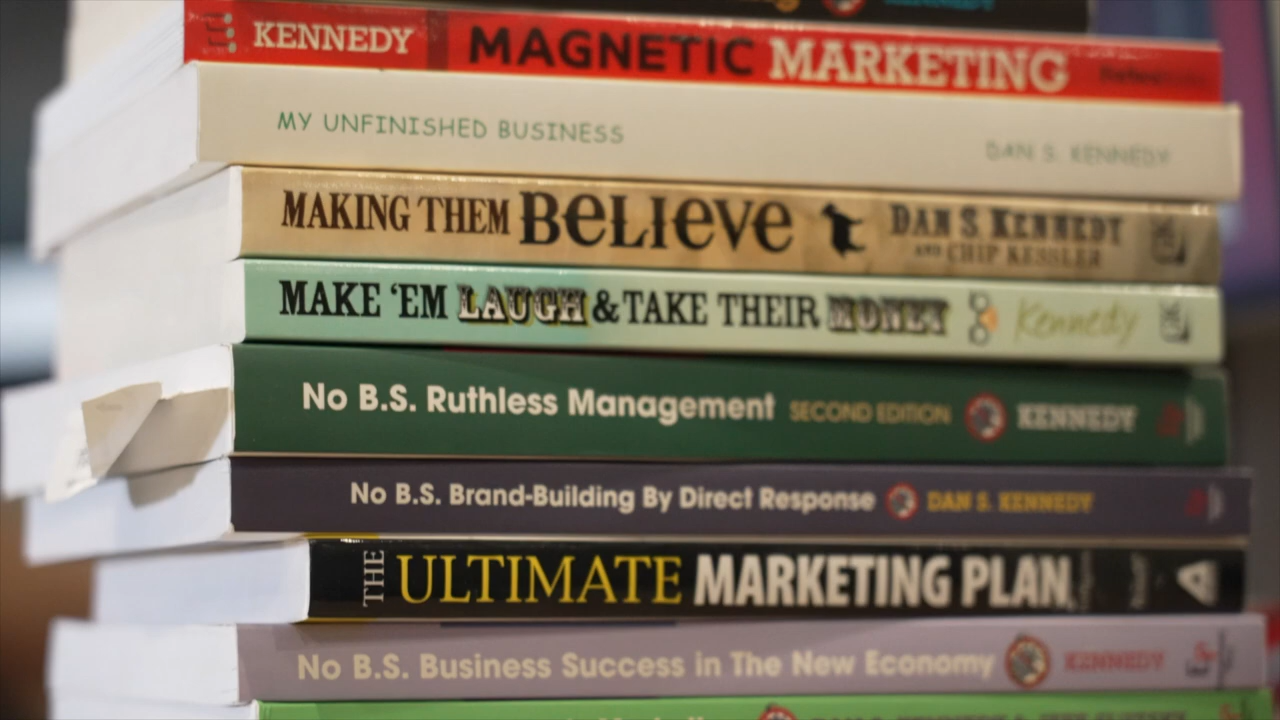 KENNEDY
KENNEDY MAGNETIC MARKETING
MY UNFINISHED BUSINESS DAN S. KENNEDY
MAKING THEM BELIEVE DAN S. KENNEDY
AND CHIP KESSLER
MAKE 'EM LAUGH & TAKE THEIR MONEY Kennedy
No B.S. Ruthless Management SECOND EDITION KENNEDY
No B.S. Brand-Building By Direct Response DAN S. KENNEDY
THE ULTIMATE MARKETING PLAN
No B.S. Business Success in The New Economy KENNEDY